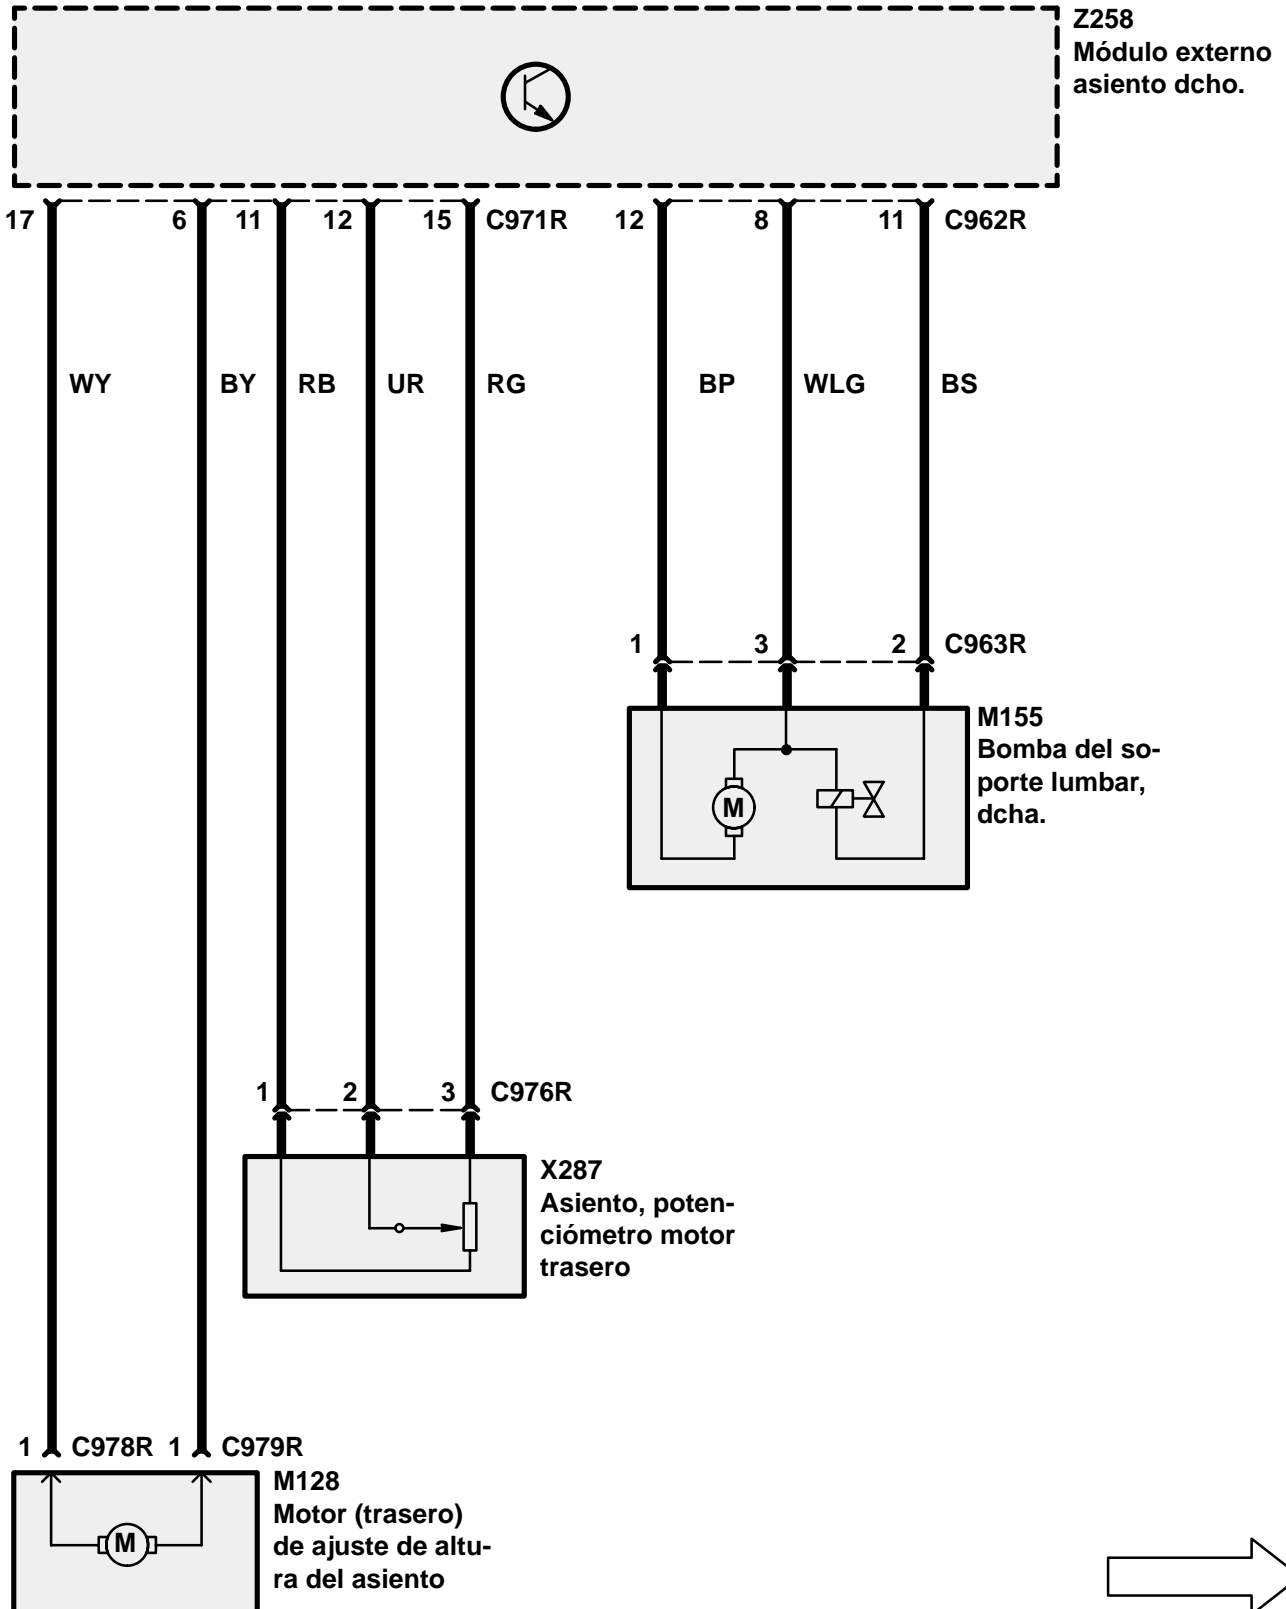 Z258
Módulo externo
asiento dcho.
17 6 11 12 15 C971R 12 8 11 C962R
WY BY RB UR RG BP WLG BS
1 3 2 C963R
M155
Bomba del so-
porte lumbar,
dcha.
M
1 2 3 C976R
X287
Asiento, poten-
ciómetro motor
trasero
1 C978R 1 C979R
M128
Motor (trasero)
de ajuste de altu-
ra del asiento
M